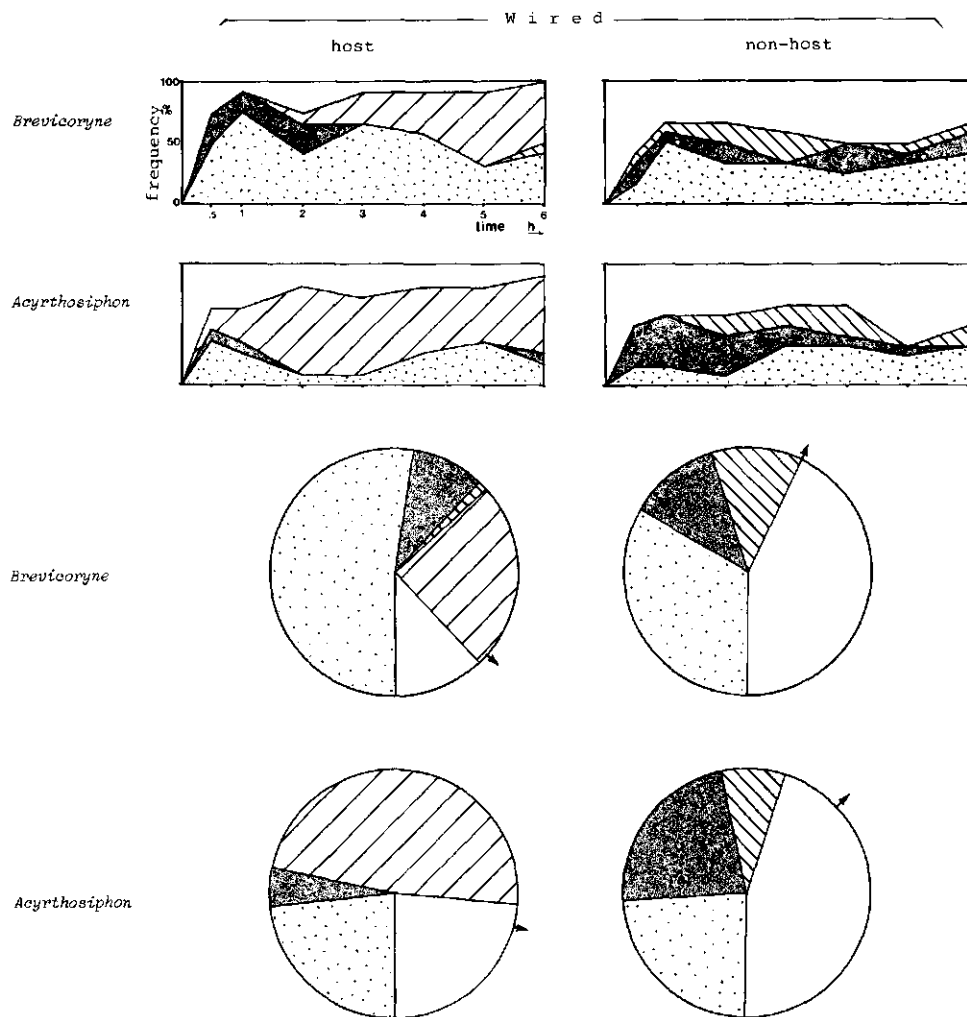 W i r e d
host non-host
Brevicoryne
100
%
50
0
frequency
.5 1 2 3 4 5 6
time h
Acyrthosiphon
Brevicoryne
Acyrthosiphon